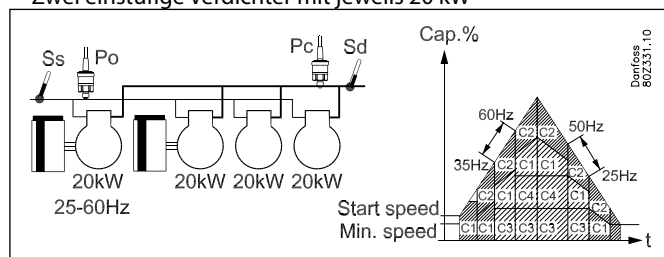 Zwei einstufige Verdichter mit jeweils 20 kW
Ss
Po
Pc
Sd
20kW
20kW
20kW
20kW
25-60Hz
Cap.%
Danfoss
80Z331.10
60Hz
50Hz
35Hz
25Hz
C2 C2
C2 C1 C1 C2
C2 C1 C4 C4 C1 C2
C1 C1 C3 C3 C3 C1
Start speed
Min. speed
t